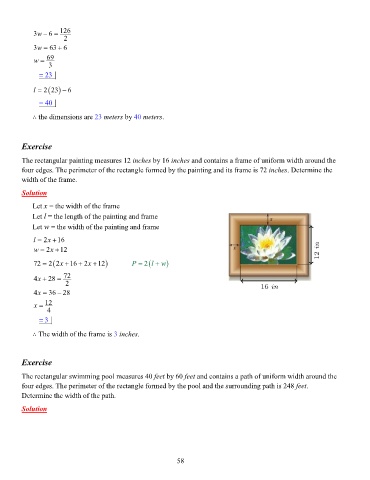 3w − 6 = 126/2
3w = 63 + 6
w = 69/3
= 23 |
l = 2(23) − 6
= 40 |
∴ the dimensions are 23 meters by 40 meters.
Exercise
The rectangular painting measures 12 inches by 16 inches and contains a frame of uniform width around the
four edges. The perimeter of the rectangle formed by the painting and its frame is 72 inches. Determine the
width of the frame.
Solution
Let x = the width of the frame
Let l = the length of the painting and frame
Let w = the width of the painting and frame
l = 2x + 16
w = 2x + 12
72 = 2(2x + 16 + 2x + 12)    P = 2(l + w)
4x + 28 = 72/2
4x = 36 − 28
x = 12/4
= 3 |
x
x
12 in
16 in
∴ The width of the frame is 3 inches.
Exercise
The rectangular swimming pool measures 40 feet by 60 feet and contains a path of uniform width around the
four edges. The perimeter of the rectangle formed by the pool and the surrounding path is 248 feet.
Determine the width of the path.
Solution
58